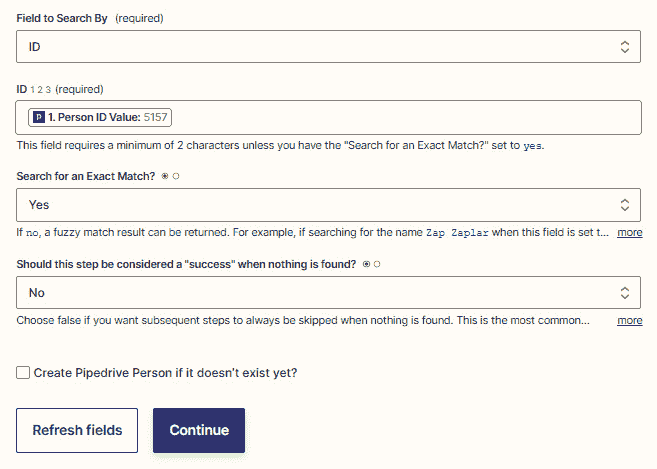 Field to Search By (required)
ID
ID 1 2 3 (required)
P 1. Person ID Value: 5157
This field requires a minimum of 2 characters unless you have the "Search for an Exact Match?" set to yes.
Search for an Exact Match?
Yes
If no, a fuzzy match result can be returned. For example, if searching for the name Zap Zaplar when this field is set t... more
Should this step be considered a "success" when nothing is found?
No
Choose false if you want subsequent steps to always be skipped when nothing is found. This is the most common... more
Create Pipedrive Person if it doesn't exist yet?
Refresh fields Continue